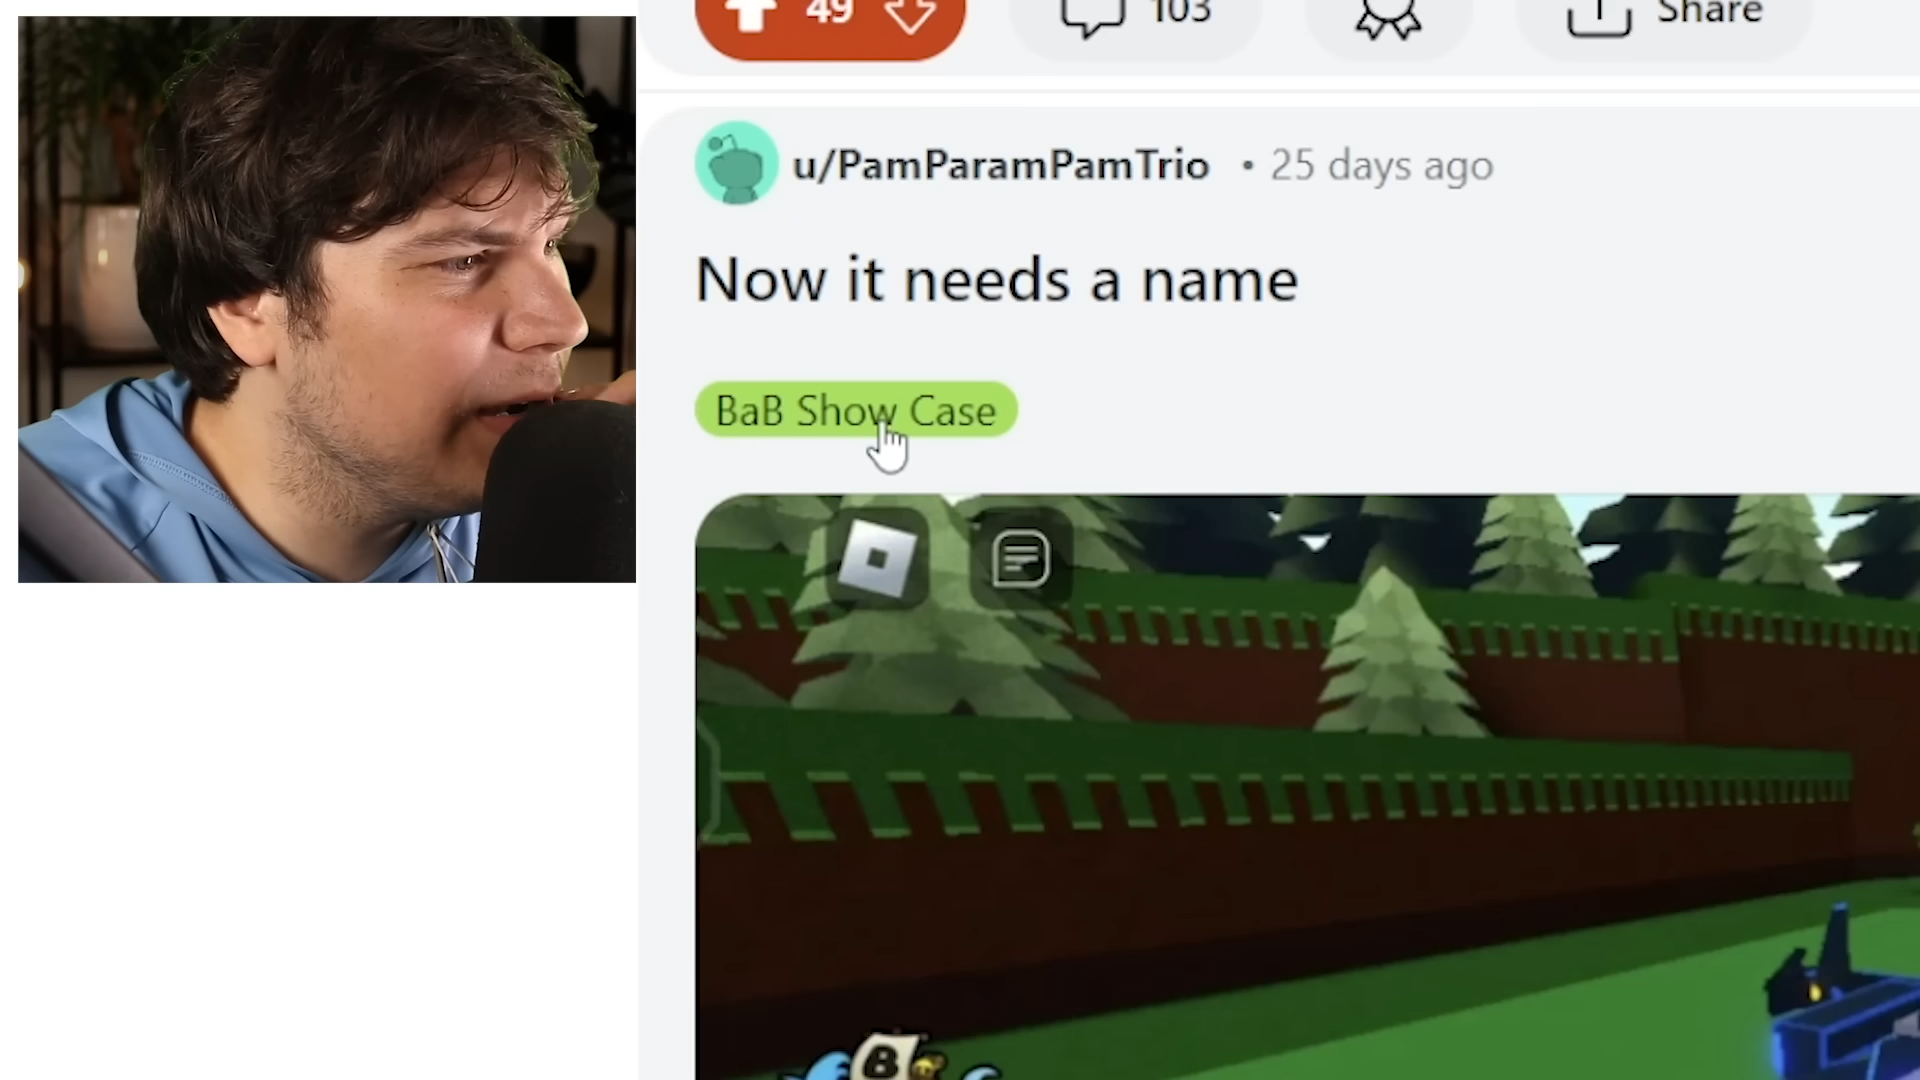 49
103
Share
u/PamParamPamTrio • 25 days ago
Now it needs a name
BaB Show Case
B